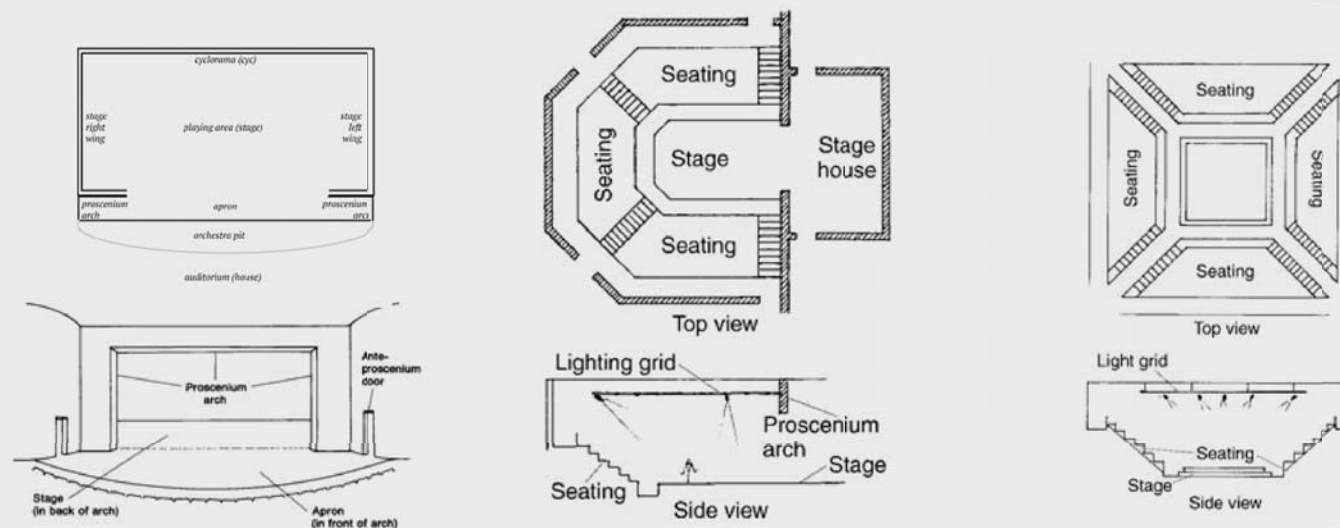 cyclorama (cyc)
stage
right
wing
playing area (stage)
stage
left
wing
proscenium
arch
apron
proscenium
arch
orchestra pit
auditorium (house)
Ante-
proscenium
door
Proscenium
arch
Stage
(in back of arch)
Apron
(in front of arch)
Seating
Seating
Stage
Stage
house
Seating
Top view
Lighting grid
Proscenium
arch
Stage
Seating
Side view
Seating
Seating
Seating
Seating
Top view
Light grid
Seating
Stage
Side view